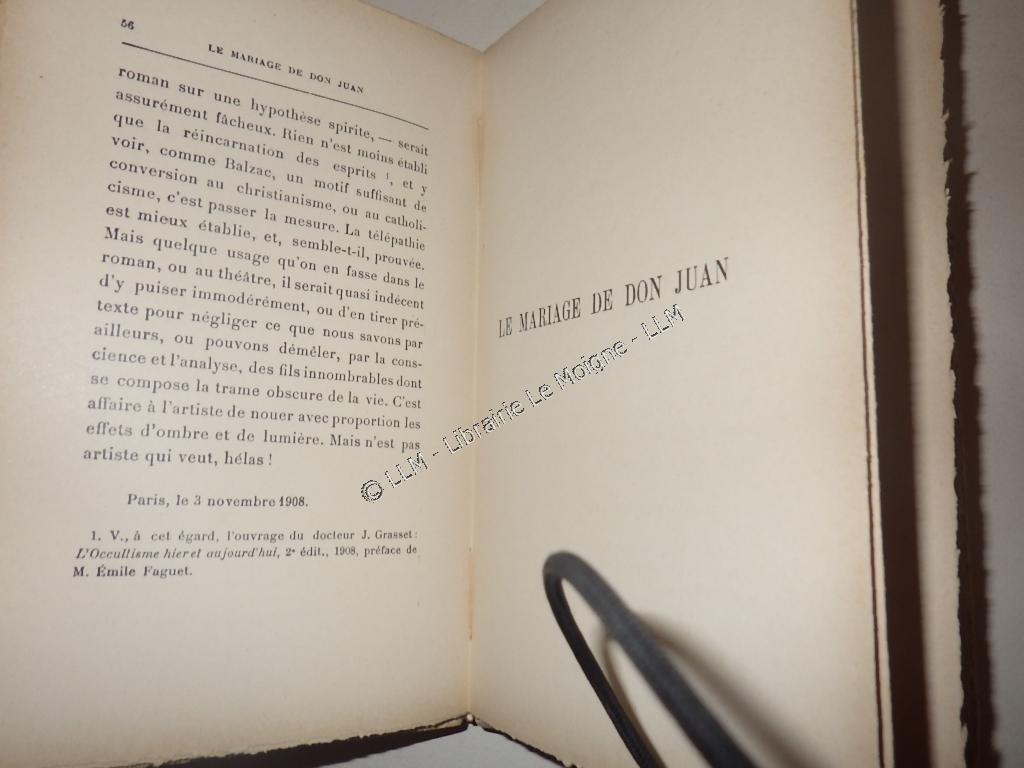 56
LE MARIAGE DE DON JUAN
roman sur une hypothèse spirite, — serait
assurément fâcheux. Rien n'est moins établi
que la réincarnation des esprits ¹, et y
voir, comme Balzac, un motif suffisant de
conversion au christianisme, ou au catholi-
cisme, c'est passer la mesure. La télépathie
est mieux établie, et, semble-t-il, prouvée.
Mais quelque usage qu'on en fasse dans le
roman, ou au théâtre, il serait quasi indécent
d'y puiser immodérément, ou d'en tirer pré-
texte pour négliger ce que nous savons par
ailleurs, ou pouvons démêler, par la cons-
cience et l'analyse, des fils innombrables dont
se compose la trame obscure de la vie. C'est
affaire à l'artiste de nouer avec proportion les
effets d'ombre et de lumière. Mais n'est pas
artiste qui veut, hélas !
Paris, le 3 novembre 1908.
1. V., à cet égard, l'ouvrage du docteur J. Grasset :
L'Occultisme hier et aujourd'hui, 2e édit., 1908, préface de
M. Émile Faguet.
LE MARIAGE DE DON JUAN
© LLM - Librairie Le Moigne - LLM